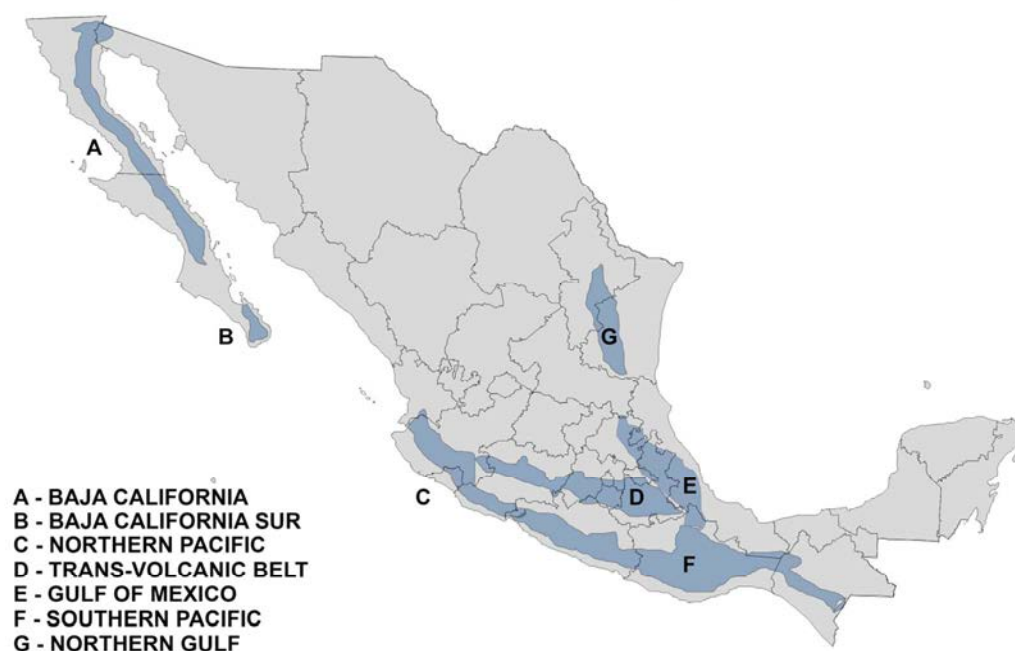 A
B
G
C
D
E
F
A - BAJA CALIFORNIA
B - BAJA CALIFORNIA SUR
C - NORTHERN PACIFIC
D - TRANS-VOLCANIC BELT
E - GULF OF MEXICO
F - SOUTHERN PACIFIC
G - NORTHERN GULF